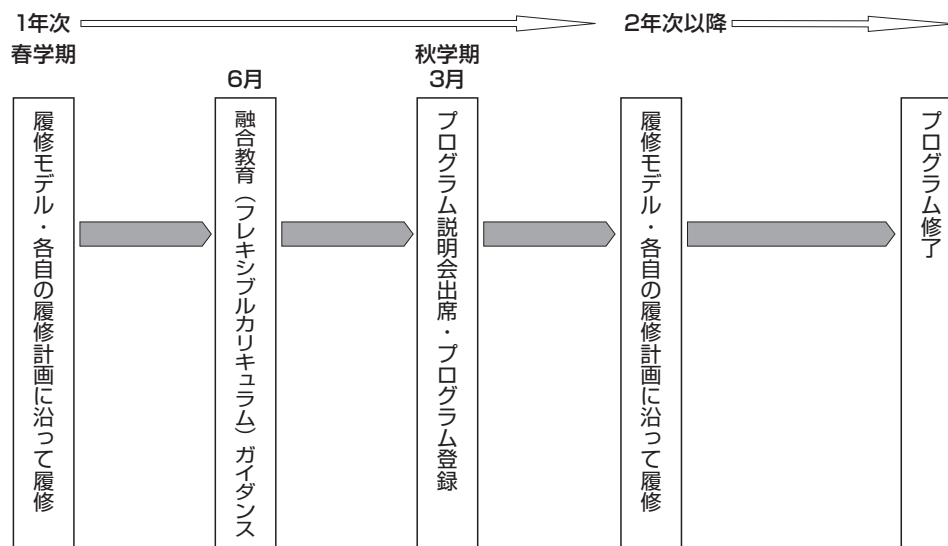 1年次
2年次以降
春学期
秋学期
6月
3月
履修モデル・各自の履修計画に沿って履修
融合教育（フレキシブルカリキュラム）ガイダンス
プログラム説明会出席・プログラム登録
履修モデル・各自の履修計画に沿って履修
プログラム修了